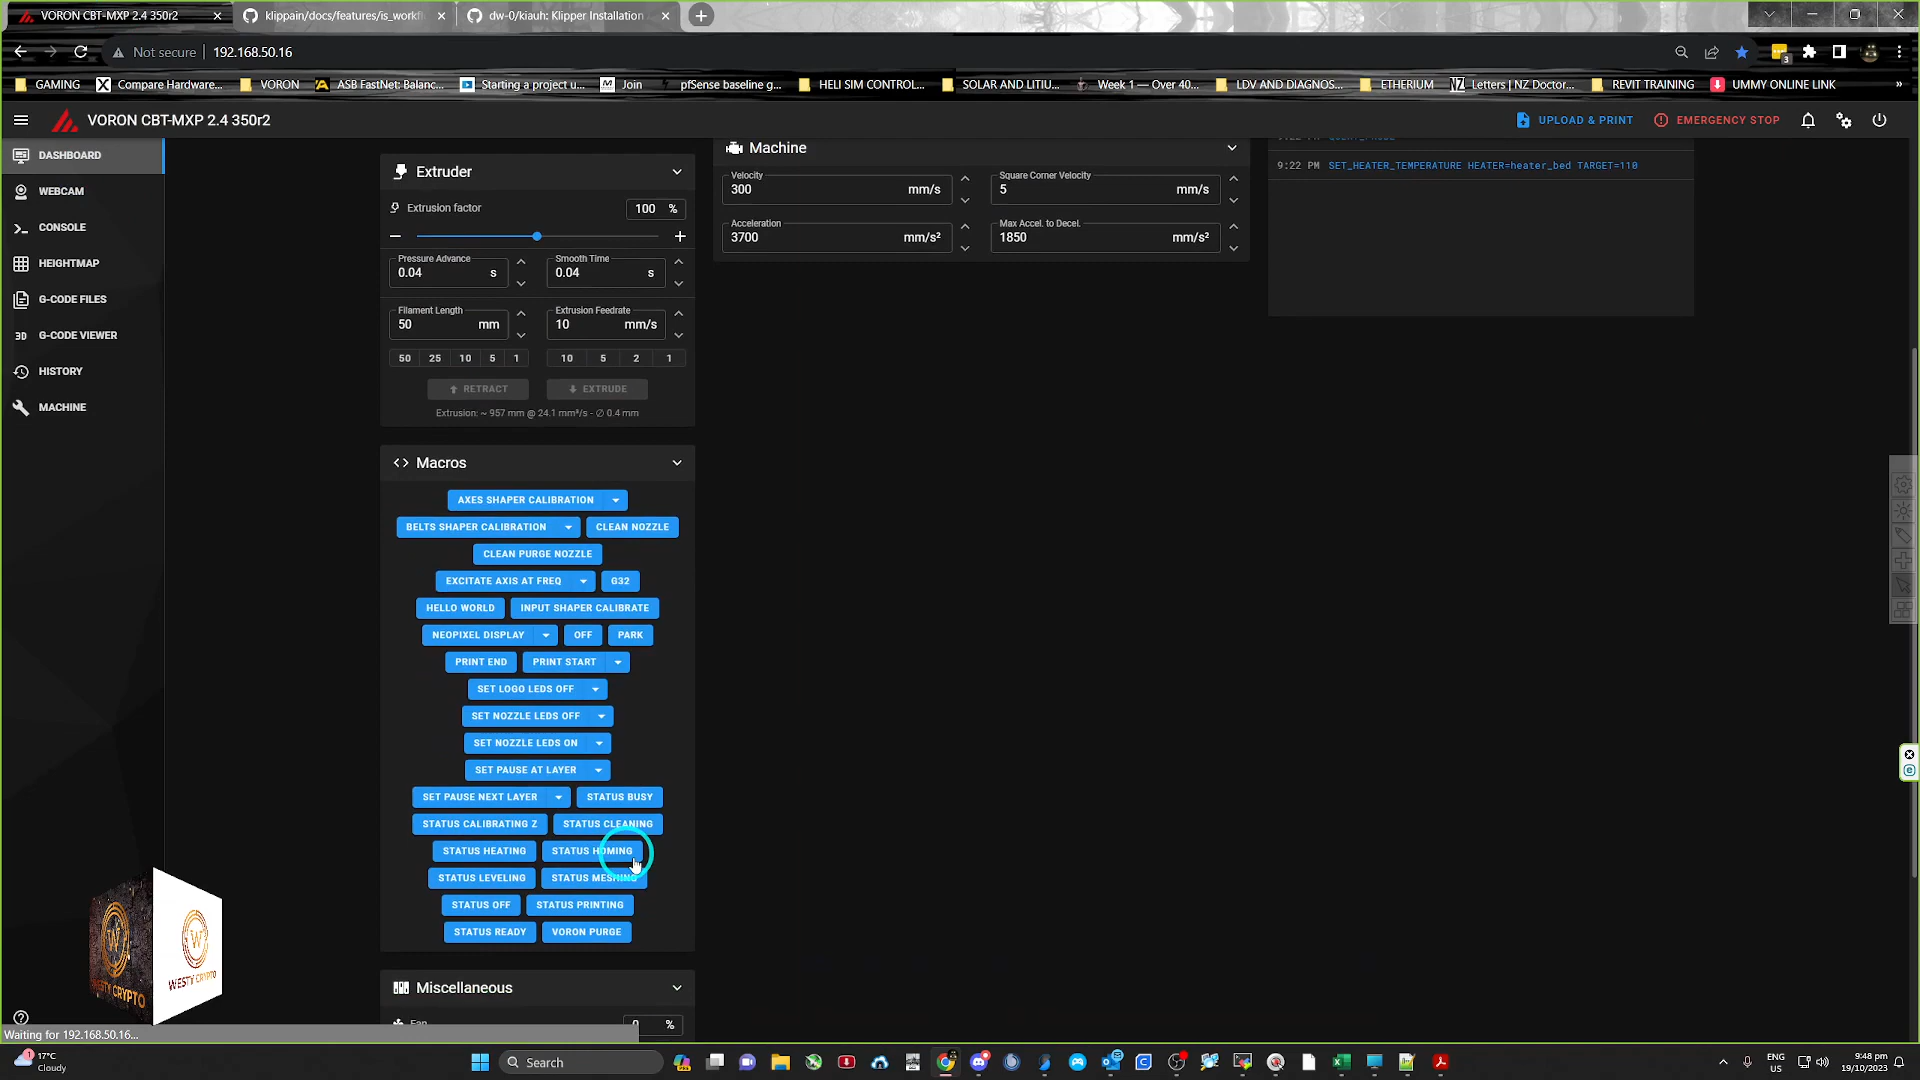 VORON CBT-MXP 2.4 350r2
klippain/docs/features/is_workfl
dw-0/kiauh: Klipper Installation
Not secure
192.168.50.16
GAMING
Compare Hardware...
VORON
ASB FastNet: Balanc...
Starting a project u...
Join
pfSense baseline g...
HELI SIM CONTROL...
SOLAR AND LITIU...
Week 1 — Over 40...
LDV AND DIAGNOS...
ETHERIUM
Letters | NZ Doctor...
REVIT TRAINING
UMMY ONLINE LINK
»
VORON CBT-MXP 2.4 350r2
UPLOAD & PRINT
EMERGENCY STOP
DASHBOARD
WEBCAM
CONSOLE
HEIGHTMAP
G-CODE FILES
3D G-CODE VIEWER
HISTORY
MACHINE
Extruder
Extrusion factor
100 %
Pressure Advance
0.04 s
Smooth Time
0.04 s
Filament Length
50 mm
Extrusion Feedrate
10 mm/s
50 25 10 5 1
10 5 2 1
RETRACT
EXTRUDE
Extrusion: ~ 957 mm @ 24.1 mm³/s - ∅ 0.4 mm
Macros
AXES SHAPER CALIBRATION
BELTS SHAPER CALIBRATION
CLEAN NOZZLE
CLEAN PURGE NOZZLE
EXCITATE AXIS AT FREQ
G32
HELLO WORLD
INPUT SHAPER CALIBRATE
NEOPIXEL DISPLAY
OFF
PARK
PRINT END
PRINT START
SET LOGO LEDS OFF
SET NOZZLE LEDS OFF
SET NOZZLE LEDS ON
SET PAUSE AT LAYER
SET PAUSE NEXT LAYER
STATUS BUSY
STATUS CALIBRATING Z
STATUS CLEANING
STATUS HEATING
STATUS HOMING
STATUS LEVELING
STATUS MESHING
STATUS OFF
STATUS PRINTING
STATUS READY
VORON PURGE
Miscellaneous
Fan
0 %
Machine
Velocity
300 mm/s
Square Corner Velocity
5 mm/s
Acceleration
3700 mm/s²
Max Accel. to Decel.
1850 mm/s²
9:22 PM SET_HEATER_TEMPERATURE HEATER=heater_bed TARGET=110
WESTY CRYPTO
WESTY CRYPTO
Waiting for 192.168.50.16...
17°C
Cloudy
Search
ENG
US
9:48 pm
19/10/2023